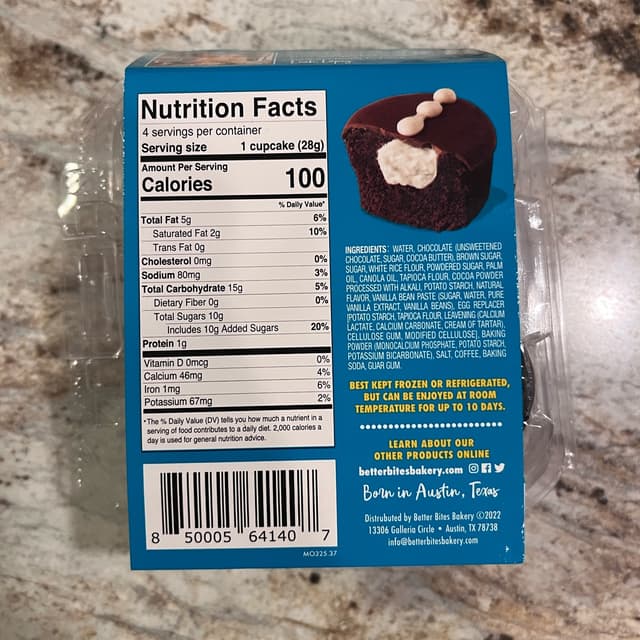 Nutrition Facts
4 servings per container
Serving size 1 cupcake (28g)
Amount Per Serving
Calories 100
% Daily Value*
Total Fat 5g 6%
Saturated Fat 2g 10%
Trans Fat 0g
Cholesterol 0mg 0%
Sodium 80mg 3%
Total Carbohydrate 15g 5%
Dietary Fiber 0g 0%
Total Sugars 10g
Includes 10g Added Sugars 20%
Protein 1g
Vitamin D 0mcg 0%
Calcium 46mg 4%
Iron 1mg 6%
Potassium 67mg 2%
*The % Daily Value (DV) tells you how much a nutrient in a
serving of food contributes to a daily diet. 2,000 calories a
day is used for general nutrition advice.
8 50005 64140 7
MO325.37
INGREDIENTS: WATER, CHOCOLATE (UNSWEETENED
CHOCOLATE, SUGAR, COCOA BUTTER), BROWN SUGAR,
SUGAR, WHITE RICE FLOUR, POWDERED SUGAR, PALM
OIL, CANOLA OIL, TAPIOCA FLOUR, COCOA POWDER
PROCESSED WITH ALKALI, POTATO STARCH, NATURAL
FLAVOR, VANILLA BEAN PASTE (SUGAR, WATER, PURE
VANILLA EXTRACT, VANILLA BEANS), EGG REPLACER
(POTATO STARCH, TAPIOCA FLOUR, LEAVENING (CALCIUM
LACTATE, CALCIUM CARBONATE, CREAM OF TARTAR),
CELLULOSE GUM, MODIFIED CELLULOSE), BAKING
POWDER (MONOCALCIUM PHOSPHATE, POTATO STARCH,
POTASSIUM BICARBONATE), SALT, COFFEE, BAKING
SODA, GUAR GUM.
BEST KEPT FROZEN OR REFRIGERATED,
BUT CAN BE ENJOYED AT ROOM
TEMPERATURE FOR UP TO 10 DAYS.
LEARN ABOUT OUR
OTHER PRODUCTS ONLINE
betterbitesbakery.com
Born in Austin, Texas
Distrubuted by Better Bites Bakery ©2022
13306 Galleria Circle • Austin, TX 78738
info@betterbitesbakery.com